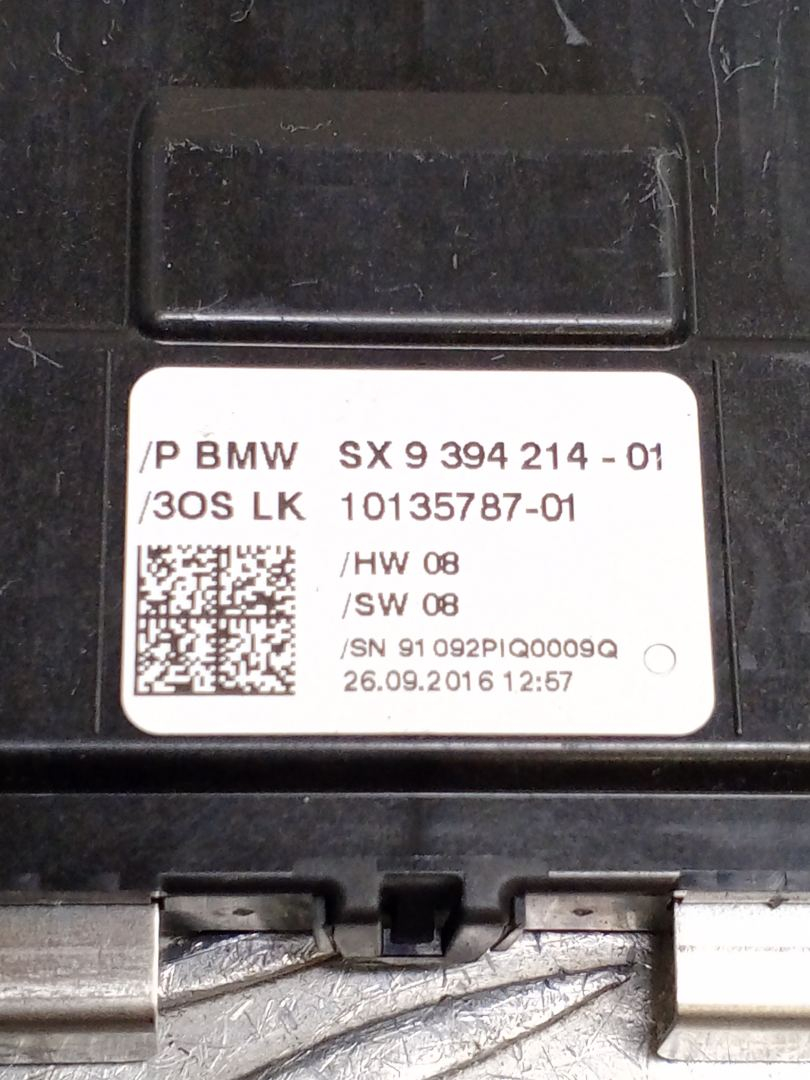 /P BMW SX 9 394 214 - 01
/3OS LK 10135787-01
/HW 08
/SW 08
/SN 91 092PIQ0009Q
26.09.2016 12:57